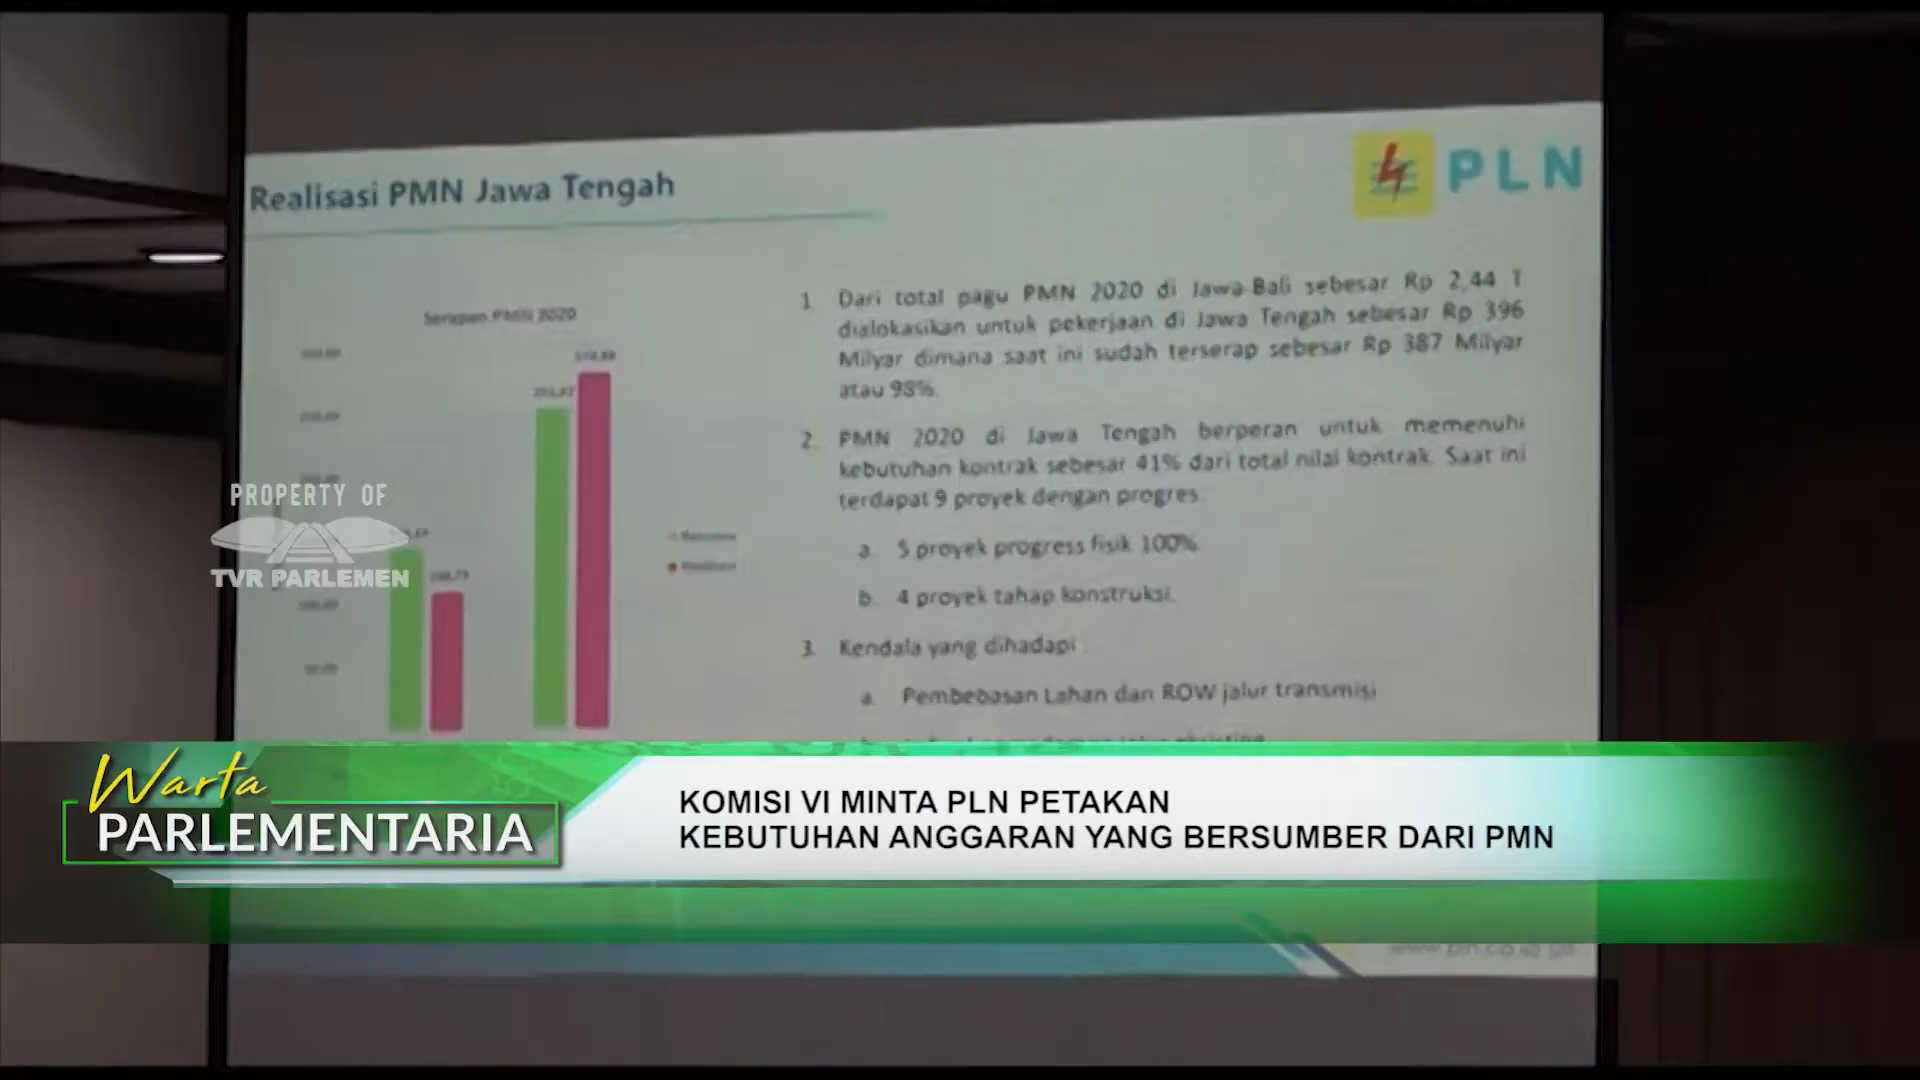 PLN
Realisasi PMN Jawa Tengah
Serapan PMN 2020
1. Dari total pagu PMN 2020 di Jawa-Bali sebesar Rp 2,44 T
dialokasikan untuk pekerjaan di Jawa Tengah sebesar Rp 396
Milyar dimana saat ini sudah terserap sebesar Rp 387 Milyar
atau 98%.
2. PMN 2020 di Jawa Tengah berperan untuk memenuhi
kebutuhan kontrak sebesar 41% dari total nilai kontrak. Saat ini
terdapat 9 proyek dengan progres:
a. 5 proyek progress fisik 100%.
b. 4 proyek tahap konstruksi.
3. Kendala yang dihadapi :
a. Pembebasan Lahan dan ROW jalur transmisi
PROPERTY OF
TVR PARLEMEN
Warta
PARLEMENTARIA
KOMISI VI MINTA PLN PETAKAN
KEBUTUHAN ANGGARAN YANG BERSUMBER DARI PMN
www.pln.co.id